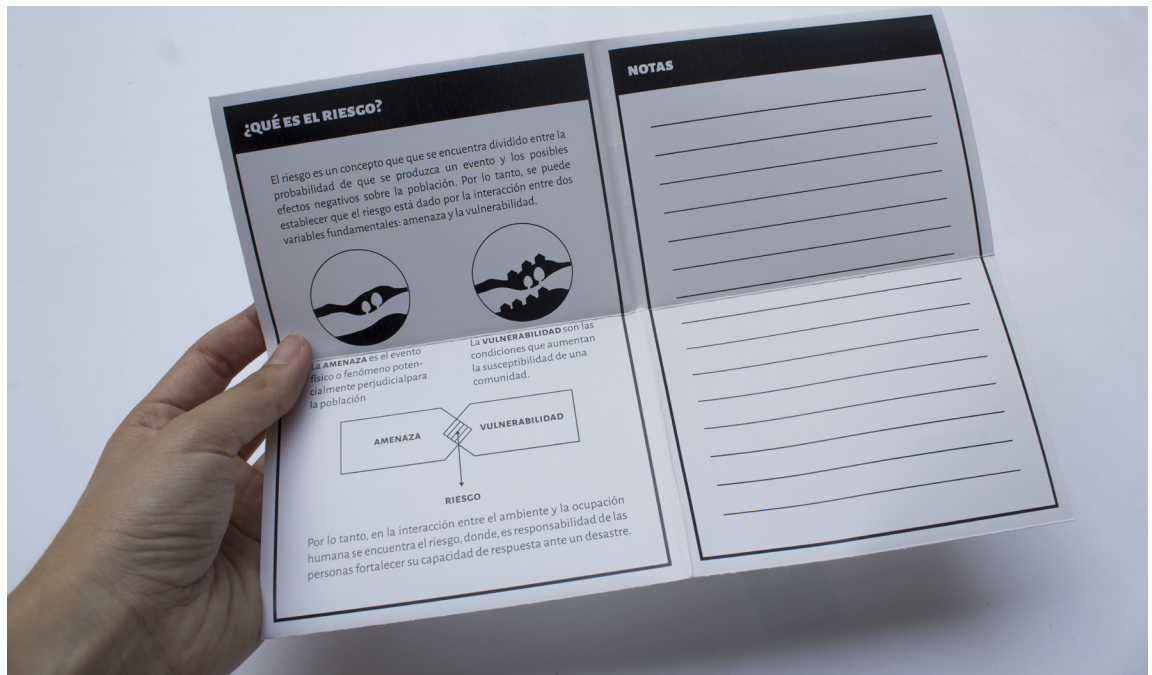 ¿QUÉ ES EL RIESGO?
El riesgo es un concepto que que se encuentra dividido entre la
probabilidad de que se produzca un evento y los posibles
efectos negativos sobre la población. Por lo tanto, se puede
establecer que el riesgo está dado por la interacción entre dos
variables fundamentales: amenaza y la vulnerabilidad.
La AMENAZA es el evento
físico o fenómeno poten-
cialmente perjudicialpara
la población
La VULNERABILIDAD son las
condiciones que aumentan
la susceptibilidad de una
comunidad.
AMENAZA
VULNERABILIDAD
RIESGO
Por lo tanto, en la interacción entre el ambiente y la ocupación
humana se encuentra el riesgo, donde, es responsabilidad de las
personas fortalecer su capacidad de respuesta ante un desastre.
NOTAS